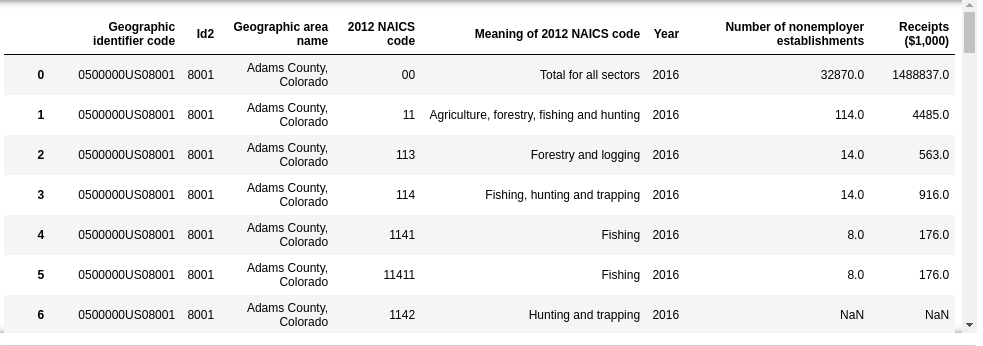 Geographic identifier code Id2 Geographic area name 2012 NAICS code Meaning of 2012 NAICS code Year Number of nonemployer establishments Receipts ($1,000)
0 0500000US08001 8001 Adams County, Colorado 00 Total for all sectors 2016 32870.0 1488837.0
1 0500000US08001 8001 Adams County, Colorado 11 Agriculture, forestry, fishing and hunting 2016 114.0 4485.0
2 0500000US08001 8001 Adams County, Colorado 113 Forestry and logging 2016 14.0 563.0
3 0500000US08001 8001 Adams County, Colorado 114 Fishing, hunting and trapping 2016 14.0 916.0
4 0500000US08001 8001 Adams County, Colorado 1141 Fishing 2016 8.0 176.0
5 0500000US08001 8001 Adams County, Colorado 11411 Fishing 2016 8.0 176.0
6 0500000US08001 8001 Adams County, Colorado 1142 Hunting and trapping 2016 NaN NaN